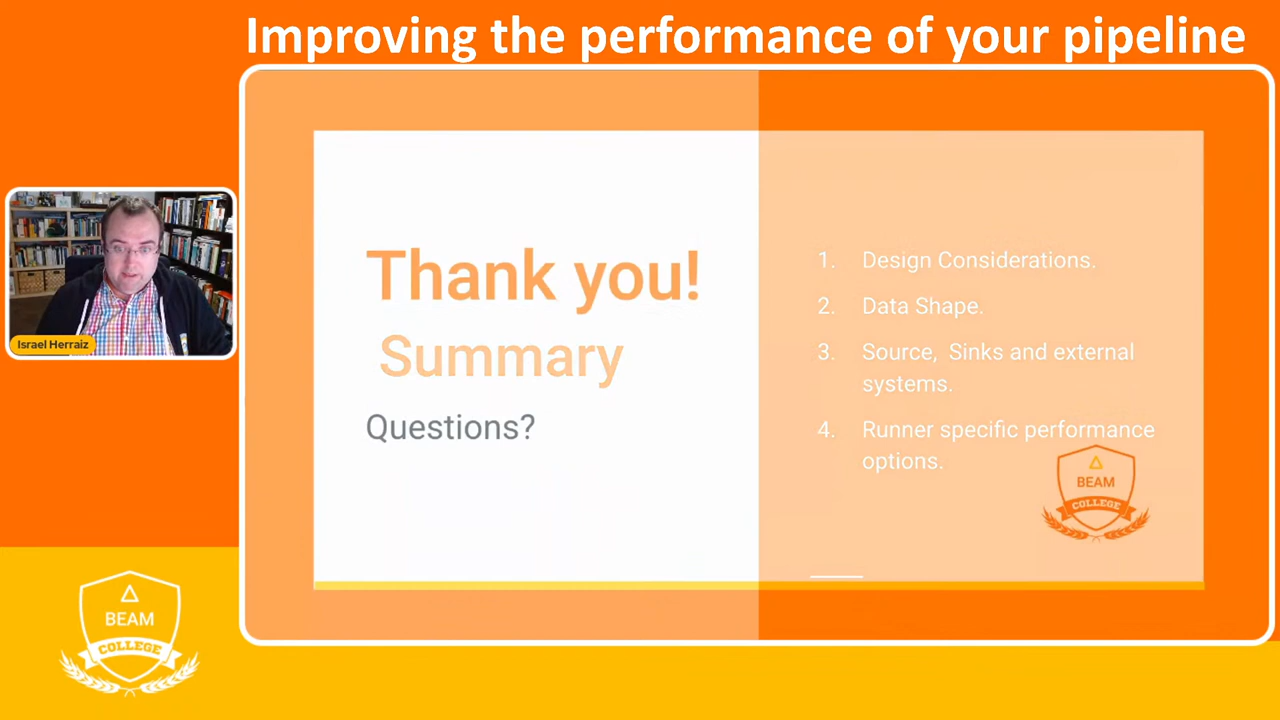 Improving the performance of your pipeline
Thank you!
Summary
Questions?
1. Design Considerations.
2. Data Shape.
3. Source, Sinks and external
systems.
4. Runner specific performance
options.
BEAM
COLLEGE
Israel Herraiz
BEAM
COLLEGE